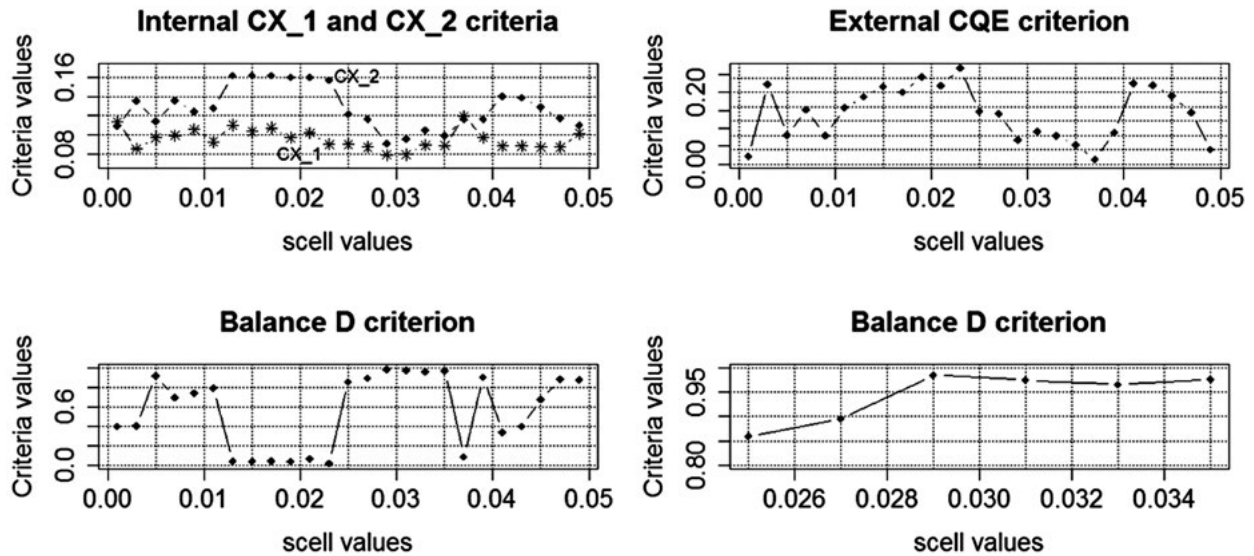 Internal CX_1 and CX_2 criteria
Criteria values
0.08 0.16
CX_2
CX_1
0.00 0.01 0.02 0.03 0.04 0.05
scell values
External CQE criterion
Criteria values
0.00 0.20
0.00 0.01 0.02 0.03 0.04 0.05
scell values
Balance D criterion
Criteria values
0.0 0.6
0.00 0.01 0.02 0.03 0.04 0.05
scell values
Balance D criterion
Criteria values
0.80 0.95
0.026 0.028 0.030 0.032 0.034
scell values